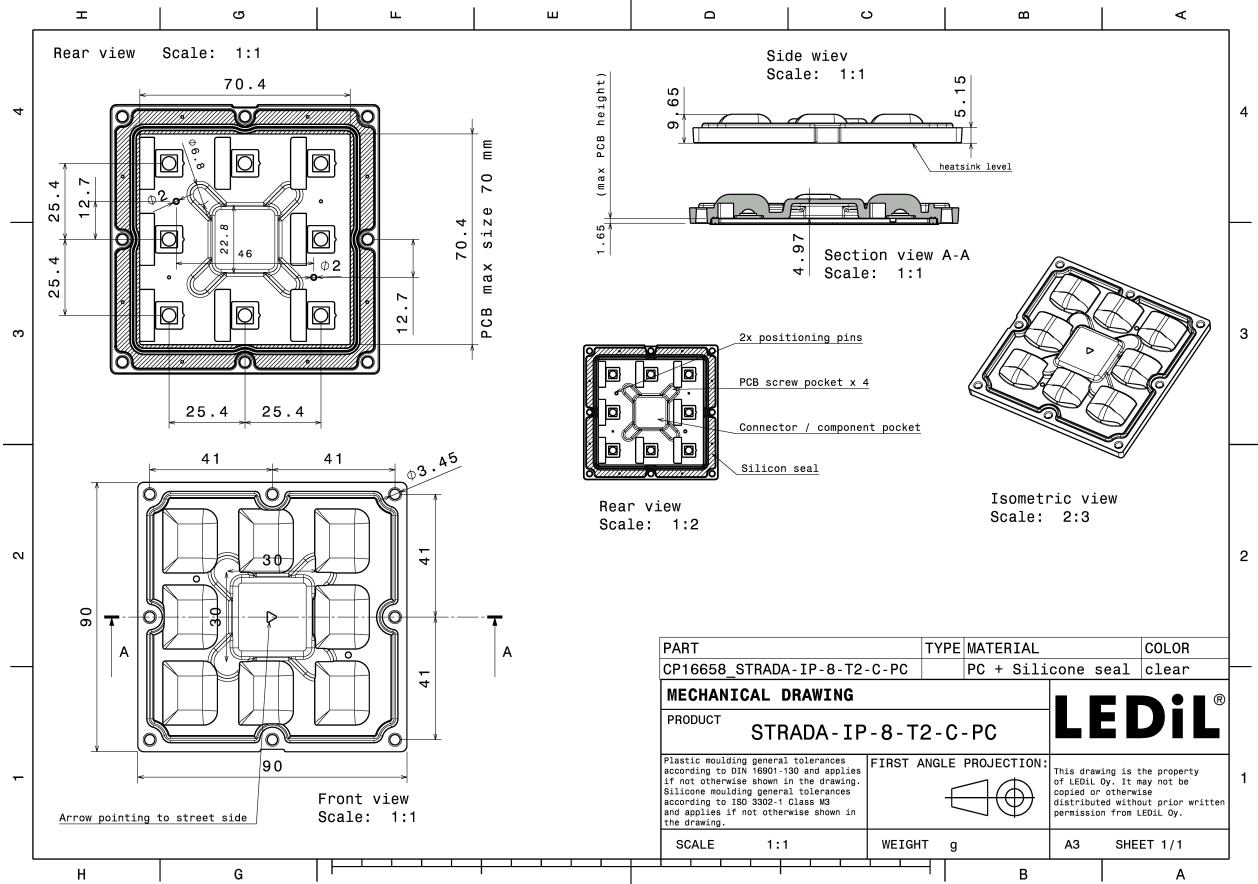 H G F E D C B A
Rear view Scale: 1:1
70.4
Side wiev
Scale: 1:1
4
4
(max PCB height)
9.65
5.15
heatsink level
Ø6.8
Ø2
25.4
12.7
22.8
46
Ø2
25.4
12.7
70.4
PCB max size 70 mm
1.65
4.97
Section view A-A
Scale: 1:1
3
3
25.4
25.4
2x positioning pins
PCB screw pocket x 4
Connector / component pocket
Silicon seal
Rear view
Scale: 1:2
Isometric view
Scale: 2:3
41
41
Ø3.45
2
2
30
41
90
30
A
A
41
90
1
1
Front view
Scale: 1:1
Arrow pointing to street side
PART TYPE MATERIAL COLOR
CP16658_STRADA-IP-8-T2-C-PC PC + Silicone seal clear
MECHANICAL DRAWING
LEDiL®
PRODUCT
STRADA-IP-8-T2-C-PC
Plastic moulding general tolerances
according to DIN 16901-130 and applies
if not otherwise shown in the drawing.
Silicone moulding general tolerances
according to ISO 3302-1 Class M3
and applies if not otherwise shown in
the drawing.
FIRST ANGLE PROJECTION:
This drawing is the property
of LEDiL Oy. It may not be
copied or otherwise
distributed without prior written
permission from LEDiL Oy.
SCALE 1:1 WEIGHT g A3 SHEET 1/1
H G B A